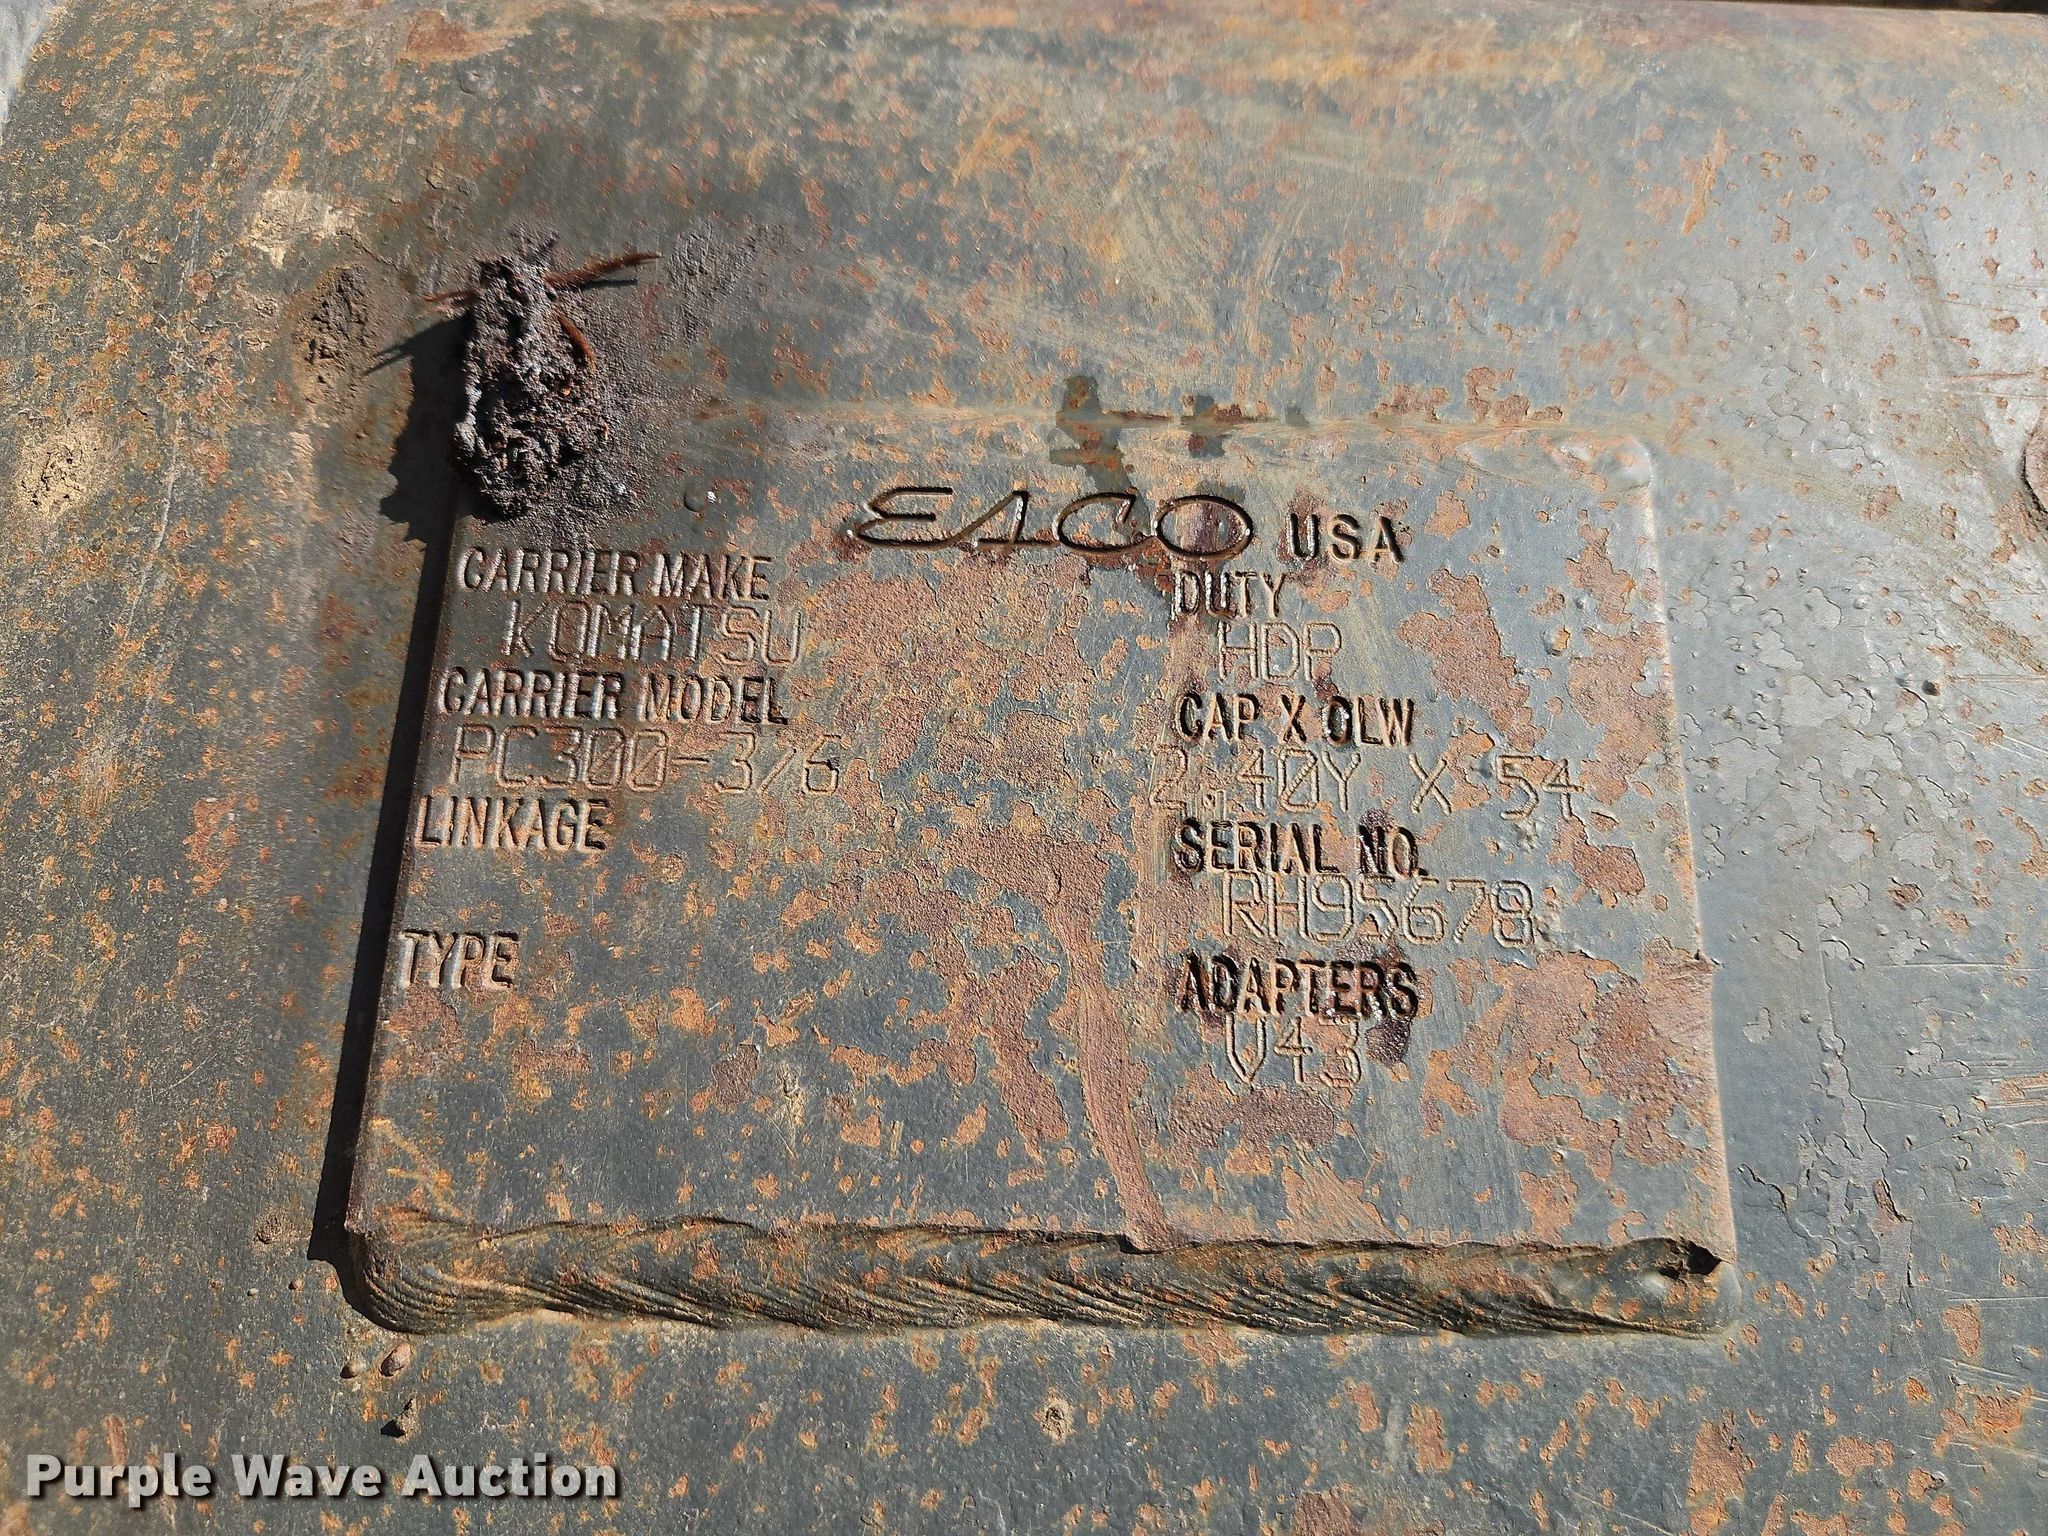 ESCO USA
CARRIER MAKE
KOMATSU
CARRIER MODEL
PC300-3/6
LINKAGE
TYPE
DUTY
HDP
CAP X OLW
2.40Y X 54
SERIAL NO.
RH95678
ADAPTERS
V43
Purple Wave Auction